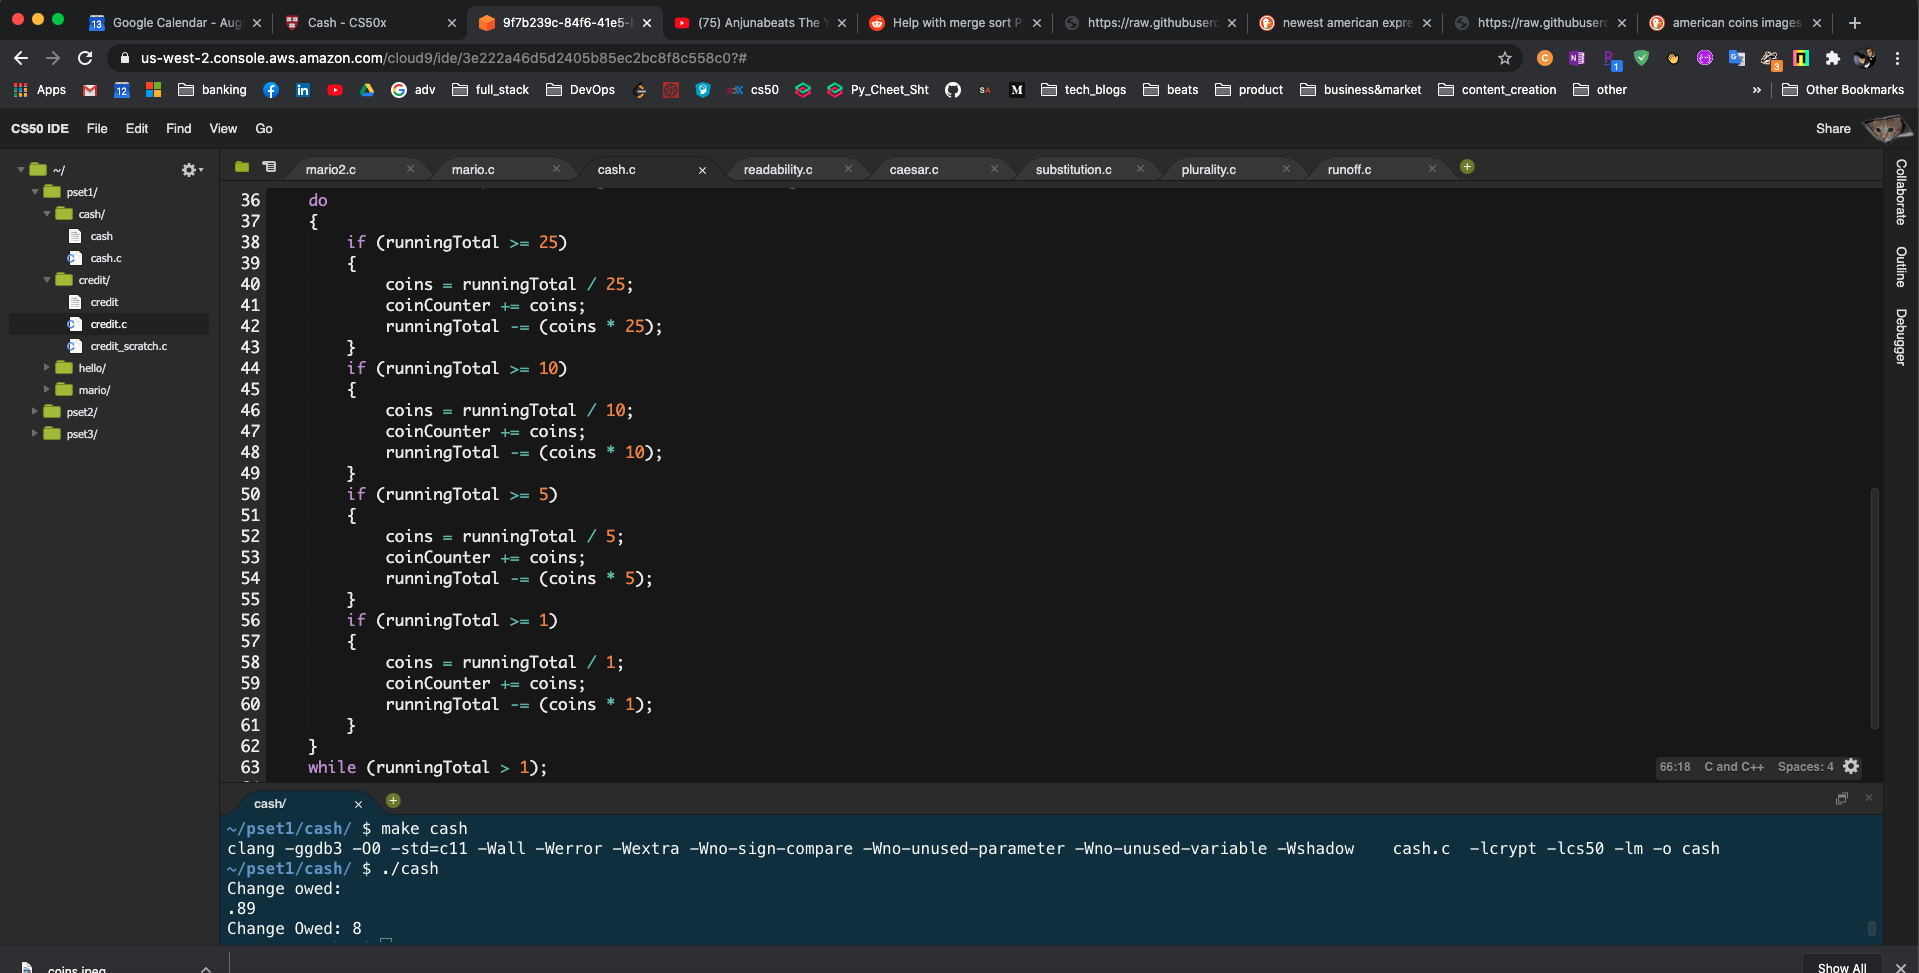 Google Calendar - Aug
Cash - CS50x
9f7b239c-84f6-41e5-
(75) Anjunabeats The Y
Help with merge sort P
https://raw.githubuserc
newest american expre
https://raw.githubuserc
american coins images
us-west-2.console.aws.amazon.com/cloud9/ide/3e222a46d5d2405b85ec2bc8f8c558c0?#
Apps
banking
adv
full_stack
DevOps
cs50
Py_Cheet_Sht
tech_blogs
beats
product
business&market
content_creation
other
»
Other Bookmarks
CS50 IDE File Edit Find View Go
Share
~/
pset1/
cash/
cash
cash.c
credit/
credit
credit.c
credit_scratch.c
hello/
mario/
pset2/
pset3/
mario2.c
mario.c
cash.c
readability.c
caesar.c
substitution.c
plurality.c
runoff.c
36 do
37 {
38 if (runningTotal >= 25)
39 {
40 coins = runningTotal / 25;
41 coinCounter += coins;
42 runningTotal -= (coins * 25);
43 }
44 if (runningTotal >= 10)
45 {
46 coins = runningTotal / 10;
47 coinCounter += coins;
48 runningTotal -= (coins * 10);
49 }
50 if (runningTotal >= 5)
51 {
52 coins = runningTotal / 5;
53 coinCounter += coins;
54 runningTotal -= (coins * 5);
55 }
56 if (runningTotal >= 1)
57 {
58 coins = runningTotal / 1;
59 coinCounter += coins;
60 runningTotal -= (coins * 1);
61 }
62 }
63 while (runningTotal > 1);
66:18 C and C++ Spaces: 4
Collaborate
Outline
Debugger
cash/
~/pset1/cash/ $ make cash
clang -ggdb3 -O0 -std=c11 -Wall -Werror -Wextra -Wno-sign-compare -Wno-unused-parameter -Wno-unused-variable -Wshadow cash.c -lcrypt -lcs50 -lm -o cash
~/pset1/cash/ $ ./cash
Change owed:
.89
Change Owed: 8
coins.jpeg
Show All